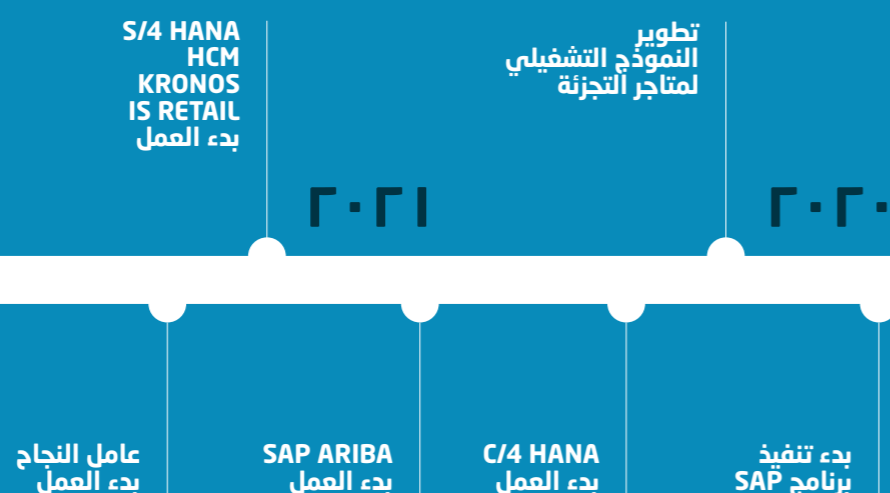 تطوير
النموذج التشغيلي
لمتاجر التجزئة
٢٠٢٠
S/4 HANA
HCM
KRONOS
IS RETAIL
بدء العمل
٢٠٢١
بدء تنفيذ
برنامج SAP
C/4 HANA
بدء العمل
SAP ARIBA
بدء العمل
عامل النجاح
بدء العمل